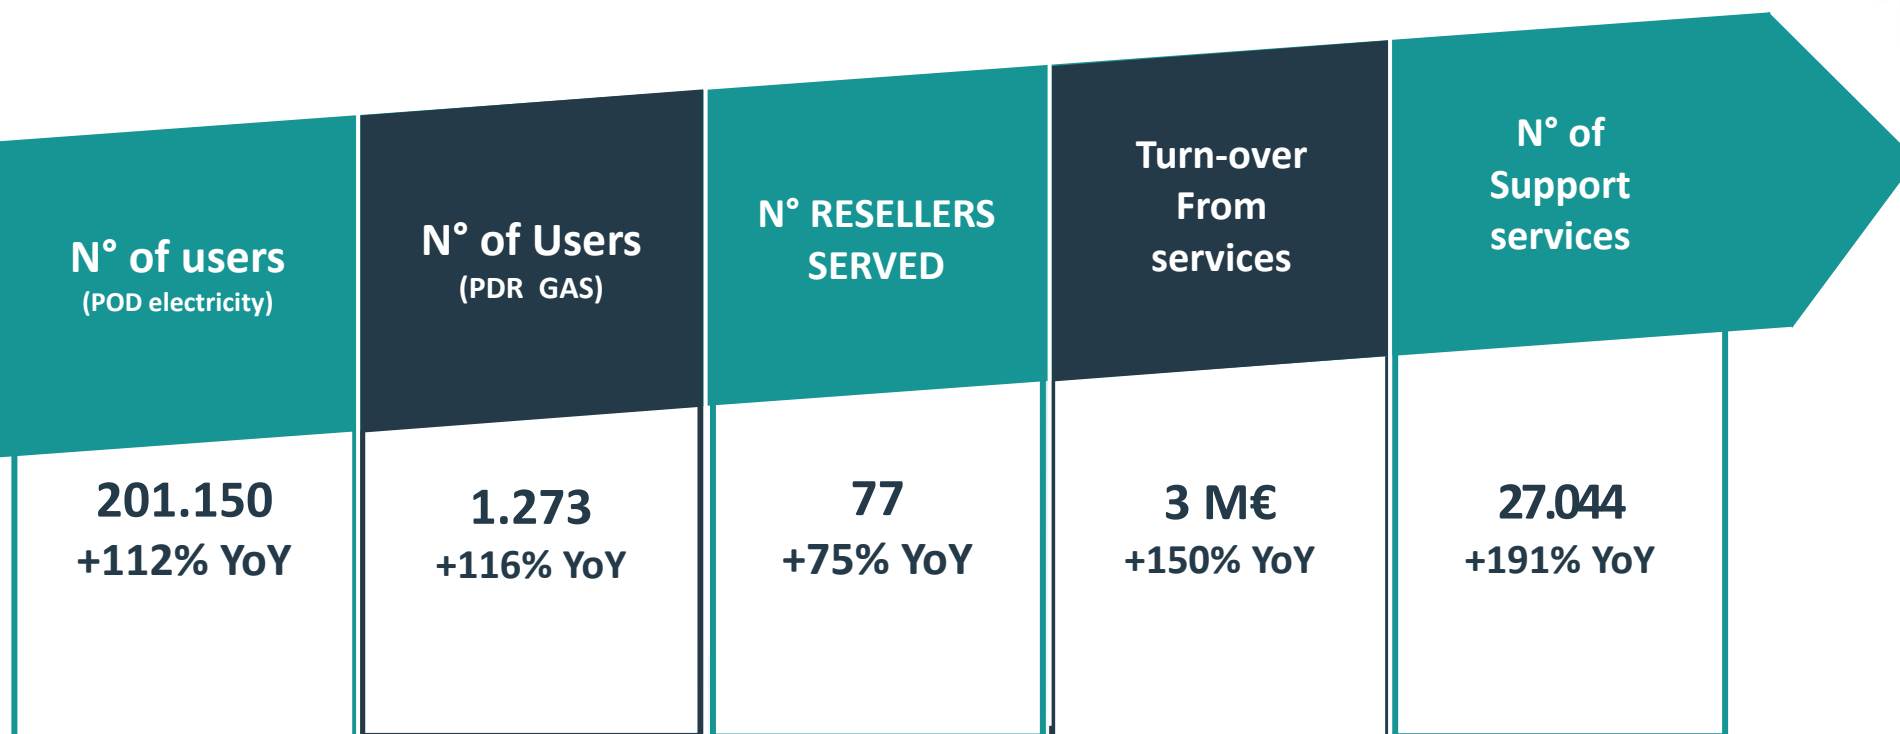 N° of users
(POD electricity)
201.150
+112% YoY
N° of Users
(PDR GAS)
1.273
+116% YoY
N° RESELLERS
SERVED
77
+75% YoY
Turn-over
From
services
3 M€
+150% YoY
N° of
Support
services
27.044
+191% YoY